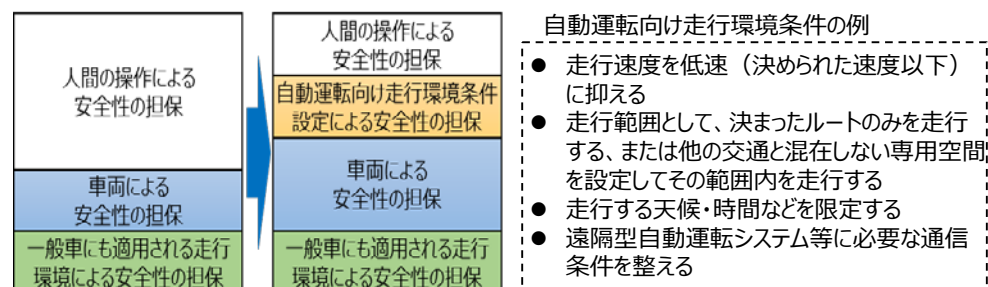 人間の操作による
安全性の担保
車両による
安全性の担保
一般車にも適用される走行
環境による安全性の担保
人間の操作による
安全性の担保
自動運転向け走行環境条件
設定による安全性の担保
車両による
安全性の担保
一般車にも適用される走行
環境による安全性の担保
自動運転向け走行環境条件の例
● 走行速度を低速（決められた速度以下）
に抑える
● 走行範囲として、決まったルートのみを走行
する、または他の交通と混在しない専用空間
を設定してその範囲内を走行する
● 走行する天候・時間などを限定する
● 遠隔型自動運転システム等に必要な通信
条件を整える